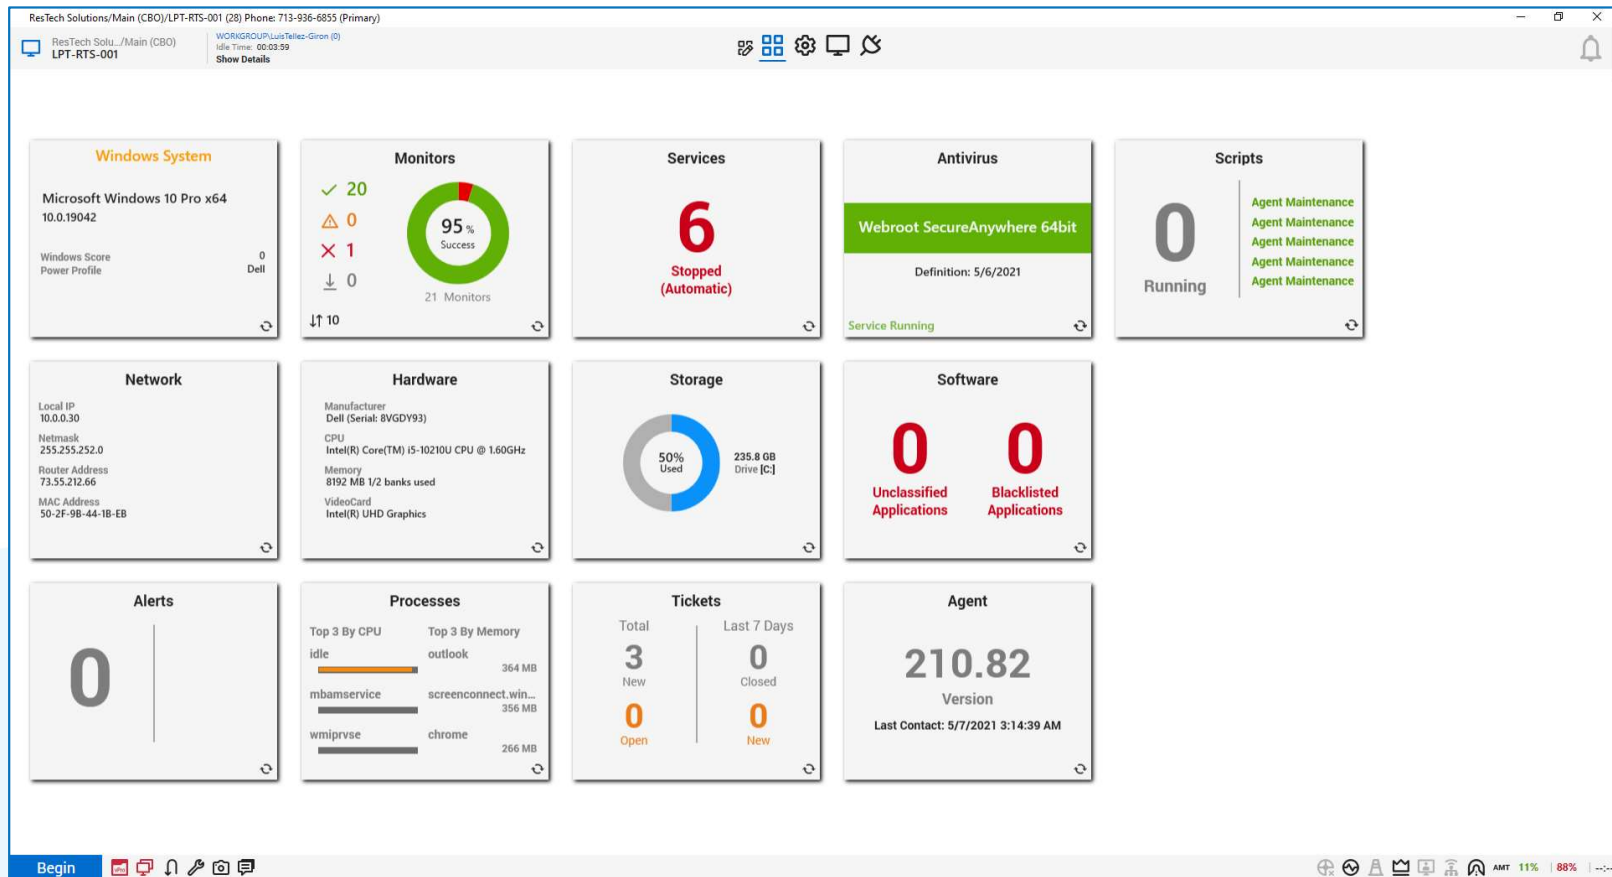 ResTech Solutions/Main (CBO)/LPT-RTS-001 (28) Phone: 713-936-6855 (Primary)
ResTech Solu.../Main (CBO)
LPT-RTS-001
WORKGROUP\LuisTellez-Giron (0)
Idle Time: 00:03:59
Show Details
Windows System
Microsoft Windows 10 Pro x64
10.0.19042
Windows Score 0
Power Profile Dell
Monitors
20
0
1
0
95 %
Success
21 Monitors
10
Services
6
Stopped
(Automatic)
Antivirus
Webroot SecureAnywhere 64bit
Definition: 5/6/2021
Service Running
Scripts
0
Running
Agent Maintenance
Agent Maintenance
Agent Maintenance
Agent Maintenance
Agent Maintenance
Network
Local IP
10.0.0.30
Netmask
255.255.252.0
Router Address
73.55.212.66
MAC Address
50-2F-9B-44-1B-EB
Hardware
Manufacturer
Dell (Serial: 8VGDY93)
CPU
Intel(R) Core(TM) i5-10210U CPU @ 1.60GHz
Memory
8192 MB 1/2 banks used
VideoCard
Intel(R) UHD Graphics
Storage
50%
Used
235.8 GB
Drive [C:]
Software
0 0
Unclassified Applications
Blacklisted Applications
Alerts
0
Processes
Top 3 By CPU Top 3 By Memory
idle outlook
364 MB
mbamservice screenconnect.win...
356 MB
wmiprvse chrome
266 MB
Tickets
Total Last 7 Days
3 0
New Closed
0 0
Open New
Agent
210.82
Version
Last Contact: 5/7/2021 3:14:39 AM
Begin
AMT 11% 88% --:--